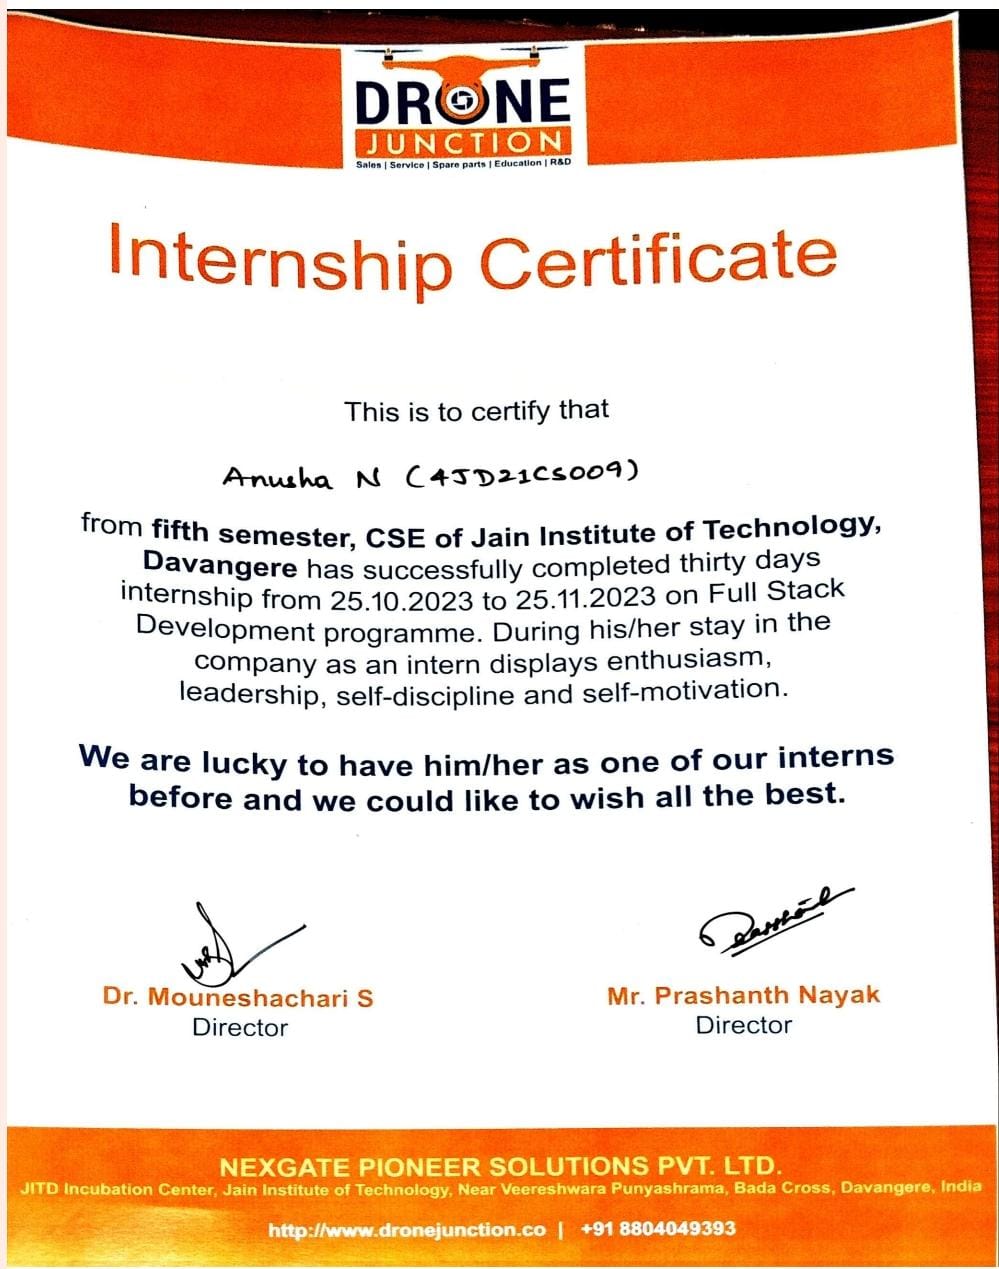 DRONE
JUNCTION
Sales | Service | Spare parts | Education | R&D
Internship Certificate
This is to certify that
Anusha N (4JD21CS009)
from fifth semester, CSE of Jain Institute of Technology,
Davangere has successfully completed thirty days
internship from 25.10.2023 to 25.11.2023 on Full Stack
Development programme. During his/her stay in the
company as an intern displays enthusiasm,
leadership, self-discipline and self-motivation.
We are lucky to have him/her as one of our interns
before and we could like to wish all the best.
Dr. Mouneshachari S
Director
Mr. Prashanth Nayak
Director
NEXGATE PIONEER SOLUTIONS PVT. LTD.
JITD Incubation Center, Jain Institute of Technology, Near Veereshwara Punyashrama, Bada Cross, Davangere, India
http://www.dronejunction.co | +91 8804049393